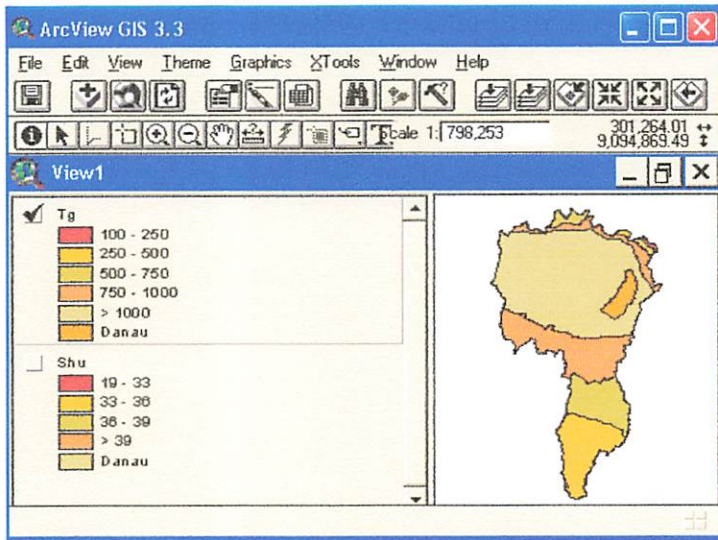 ArcView GIS 3.3
File Edit View Theme Graphics XTools Window Help
Scale 1: 798,253
301,264.01
9,094,869.49
View1
Tg
100 - 250
250 - 500
500 - 750
750 - 1000
> 1000
Danau
Shu
19 - 33
33 - 36
36 - 39
> 39
Danau